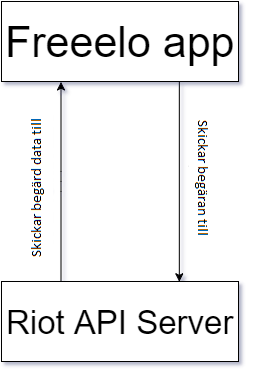 Freeelo app
Skickar begärd data till
Skickar begäran till
Riot API Server